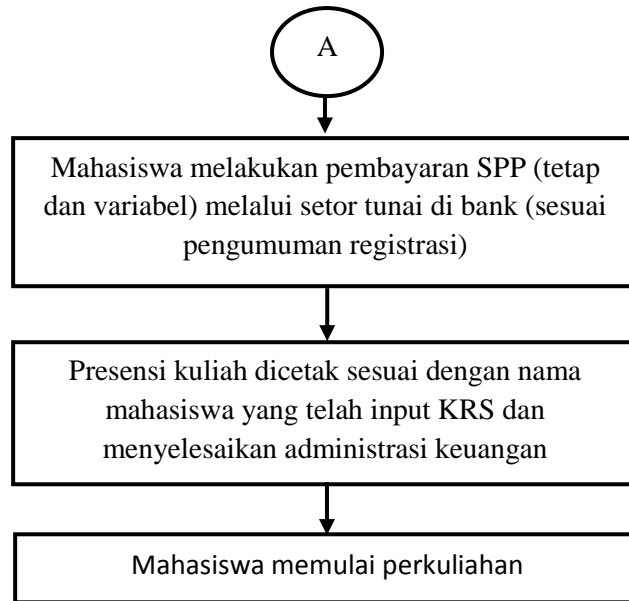 A
Mahasiswa melakukan pembayaran SPP (tetap
dan variabel) melalui setor tunai di bank (sesuai
pengumuman registrasi)
Presensi kuliah dicetak sesuai dengan nama
mahasiswa yang telah input KRS dan
menyelesaikan administrasi keuangan
Mahasiswa memulai perkuliahan